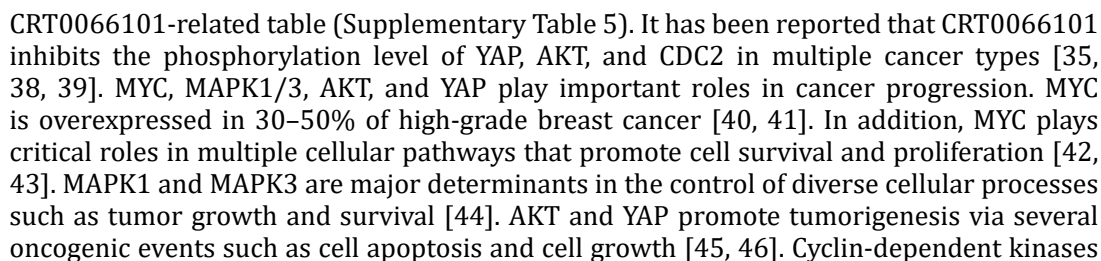 CRT0066101-related table (Supplementary Table 5). It has been reported that CRT0066101
inhibits the phosphorylation level of YAP, AKT, and CDC2 in multiple cancer types [35,
38, 39]. MYC, MAPK1/3, AKT, and YAP play important roles in cancer progression. MYC
is overexpressed in 30–50% of high-grade breast cancer [40, 41]. In addition, MYC plays
critical roles in multiple cellular pathways that promote cell survival and proliferation [42,
43]. MAPK1 and MAPK3 are major determinants in the control of diverse cellular processes
such as tumor growth and survival [44]. AKT and YAP promote tumorigenesis via several
oncogenic events such as cell apoptosis and cell growth [45, 46]. Cyclin-dependent kinases